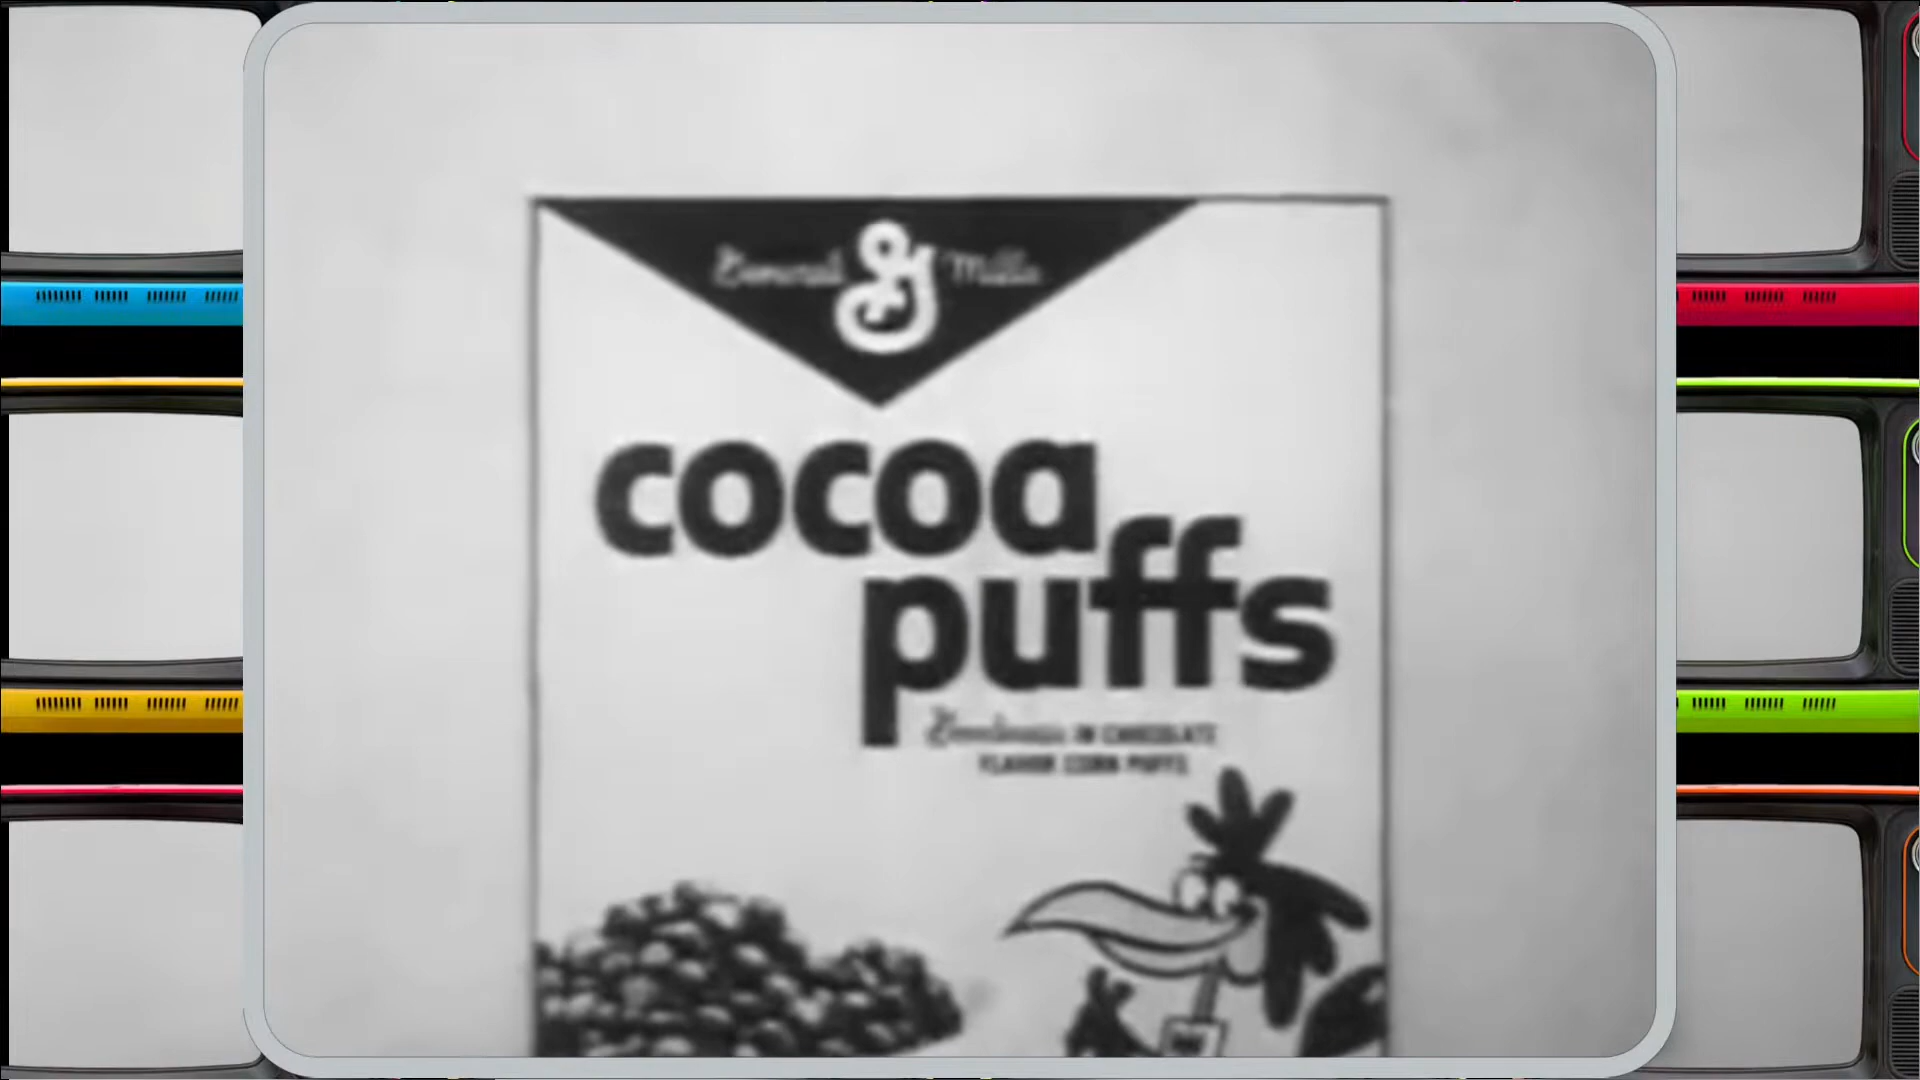 General G Mills
cocoa
puffs
IN CHOCOLATE
FLAVOR CORN PUFFS